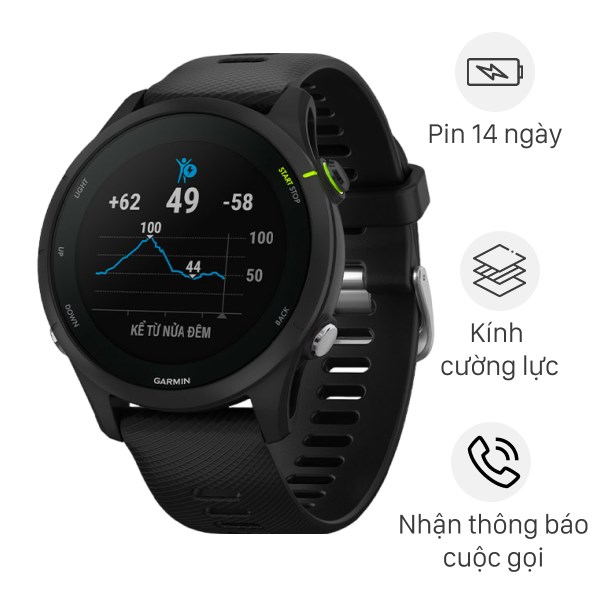 LIGHT
UP
DOWN
START STOP
BACK
+62 49 -58
100
44
100
50
KỂ TỪ NỬA ĐÊM
GARMIN
Pin 14 ngày
Kính
cường lực
Nhận thông báo
cuộc gọi